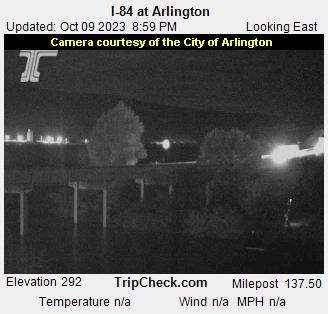 I-84 at Arlington
Updated: Oct 09 2023 8:59 PM Looking East
Camera courtesy of the City of Arlington
Elevation 292 TripCheck.com Milepost 137.50
Temperature n/a Wind n/a MPH n/a